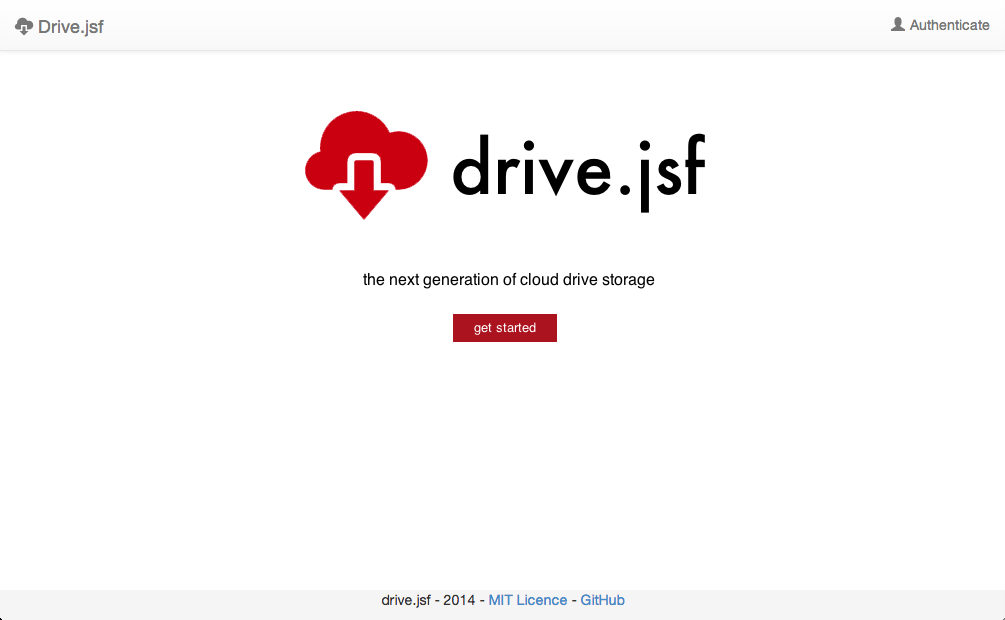 Drive.jsf
Authenticate
drive.jsf
the next generation of cloud drive storage
get started
drive.jsf - 2014 - MIT Licence - GitHub